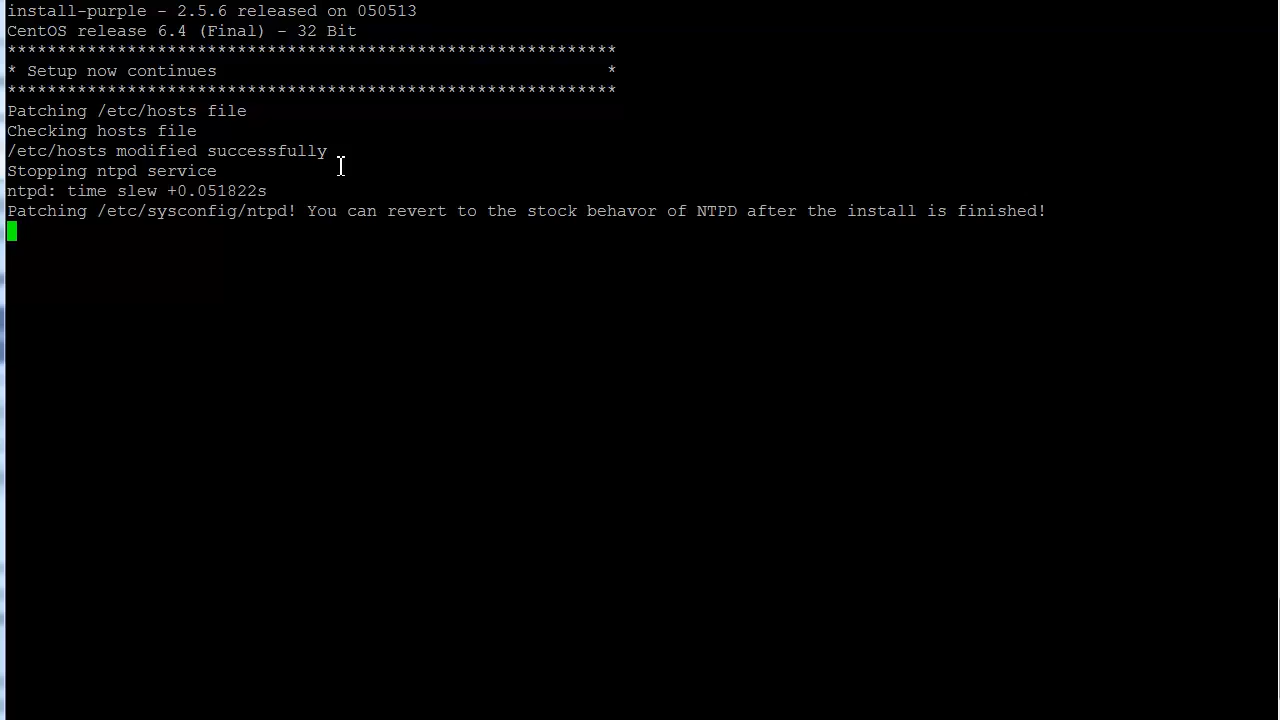 install-purple - 2.5.6 released on 050513
CentOS release 6.4 (Final) - 32 Bit
*************************************************************
* Setup now continues                                       *
*************************************************************
Patching /etc/hosts file
Checking hosts file
/etc/hosts modified successfully
Stopping ntpd service
ntpd: time slew +0.051822s
Patching /etc/sysconfig/ntpd! You can revert to the stock behavor of NTPD after the install is finished!